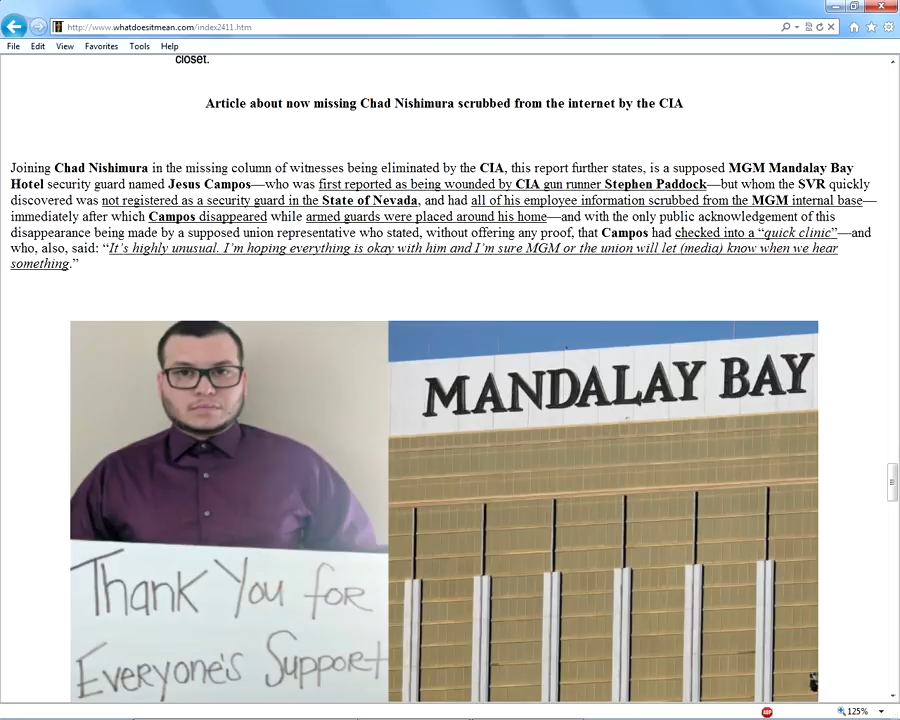 http://www.whatdoesitmean.com/index2411.htm
File Edit View Favorites Tools Help
closet.
Article about now missing Chad Nishimura scrubbed from the internet by the CIA
Joining Chad Nishimura in the missing column of witnesses being eliminated by the CIA, this report further states, is a supposed MGM Mandalay Bay
Hotel security guard named Jesus Campos—who was first reported as being wounded by CIA gun runner Stephen Paddock—but whom the SVR quickly
discovered was not registered as a security guard in the State of Nevada, and had all of his employee information scrubbed from the MGM internal base—
immediately after which Campos disappeared while armed guards were placed around his home—and with the only public acknowledgement of this
disappearance being made by a supposed union representative who stated, without offering any proof, that Campos had checked into a “quick clinic”—and
who, also, said: “It’s highly unusual. I’m hoping everything is okay with him and I’m sure MGM or the union will let (media) know when we hear
something.”
MANDALAY BAY
Thank You for
Everyone's Support
ABP
125%